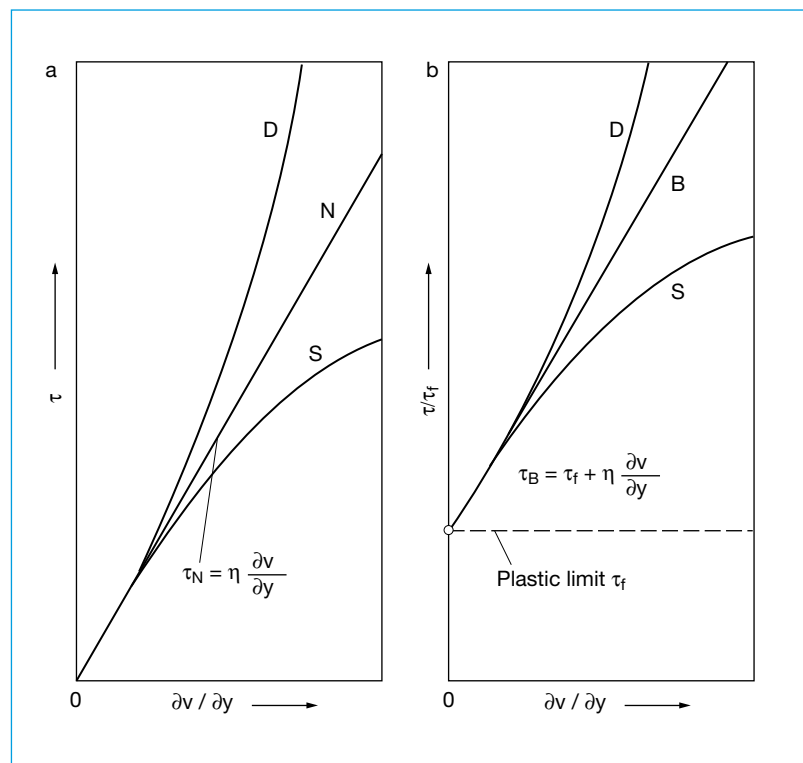 a
D
N
S
τ
τN = η ∂v/∂y
0
∂v / ∂y
b
D
B
S
τ/τf
τB = τf + η ∂v/∂y
Plastic limit τf
0
∂v / ∂y